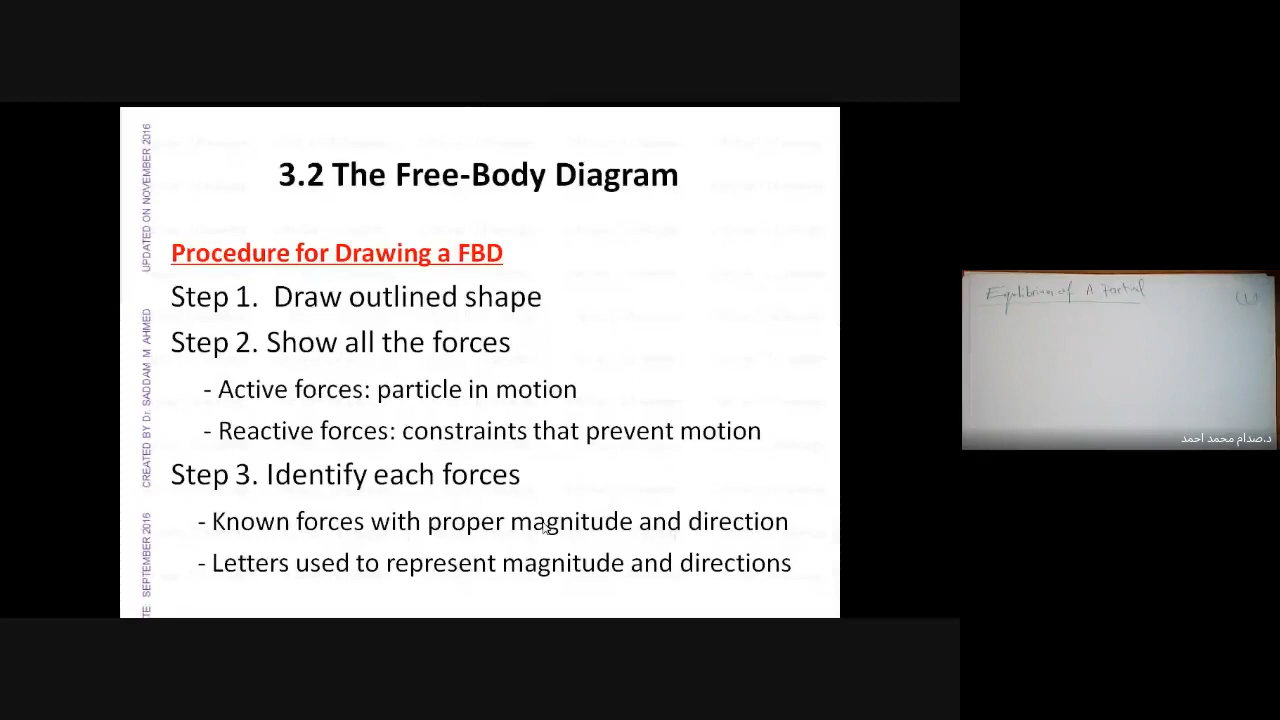 3.2 The Free-Body Diagram
Procedure for Drawing a FBD
Step 1. Draw outlined shape
Step 2. Show all the forces
- Active forces: particle in motion
- Reactive forces: constraints that prevent motion
Step 3. Identify each forces
- Known forces with proper magnitude and direction
- Letters used to represent magnitude and directions
UPDATED ON NOVEMBER 2016
CREATED BY Dr. SADDAM M AHMED
TE: SEPTEMBER 2016
Equilibrium of A
(1)
د.صدام محمد احمد